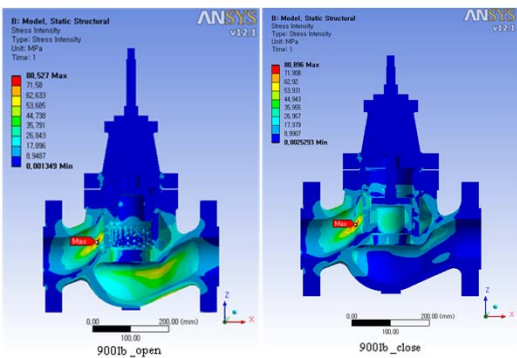 B: Model, Static Structural
Stress Intensity
Type: Stress Intensity
Unit: MPa
Time: 1
80,527 Max
71,58
62,633
53,685
44,738
35,791
26,843
17,896
8,9487
0,001349 Min
ANSYS
v12.1
Max
0.00
200.00 (mm)
100.00
Z
X
900Ib _open
B: Model, Static Structural
Stress Intensity
Type: Stress Intensity
Unit: MPa
Time: 1
80,896 Max
71,908
62,92
53,931
44,943
35,955
26,967
17,979
8,9907
0,0025293 Min
ANSYS
v12.1
Max
0.00
200.00 (mm)
100.00
Z
X
900Ib _close